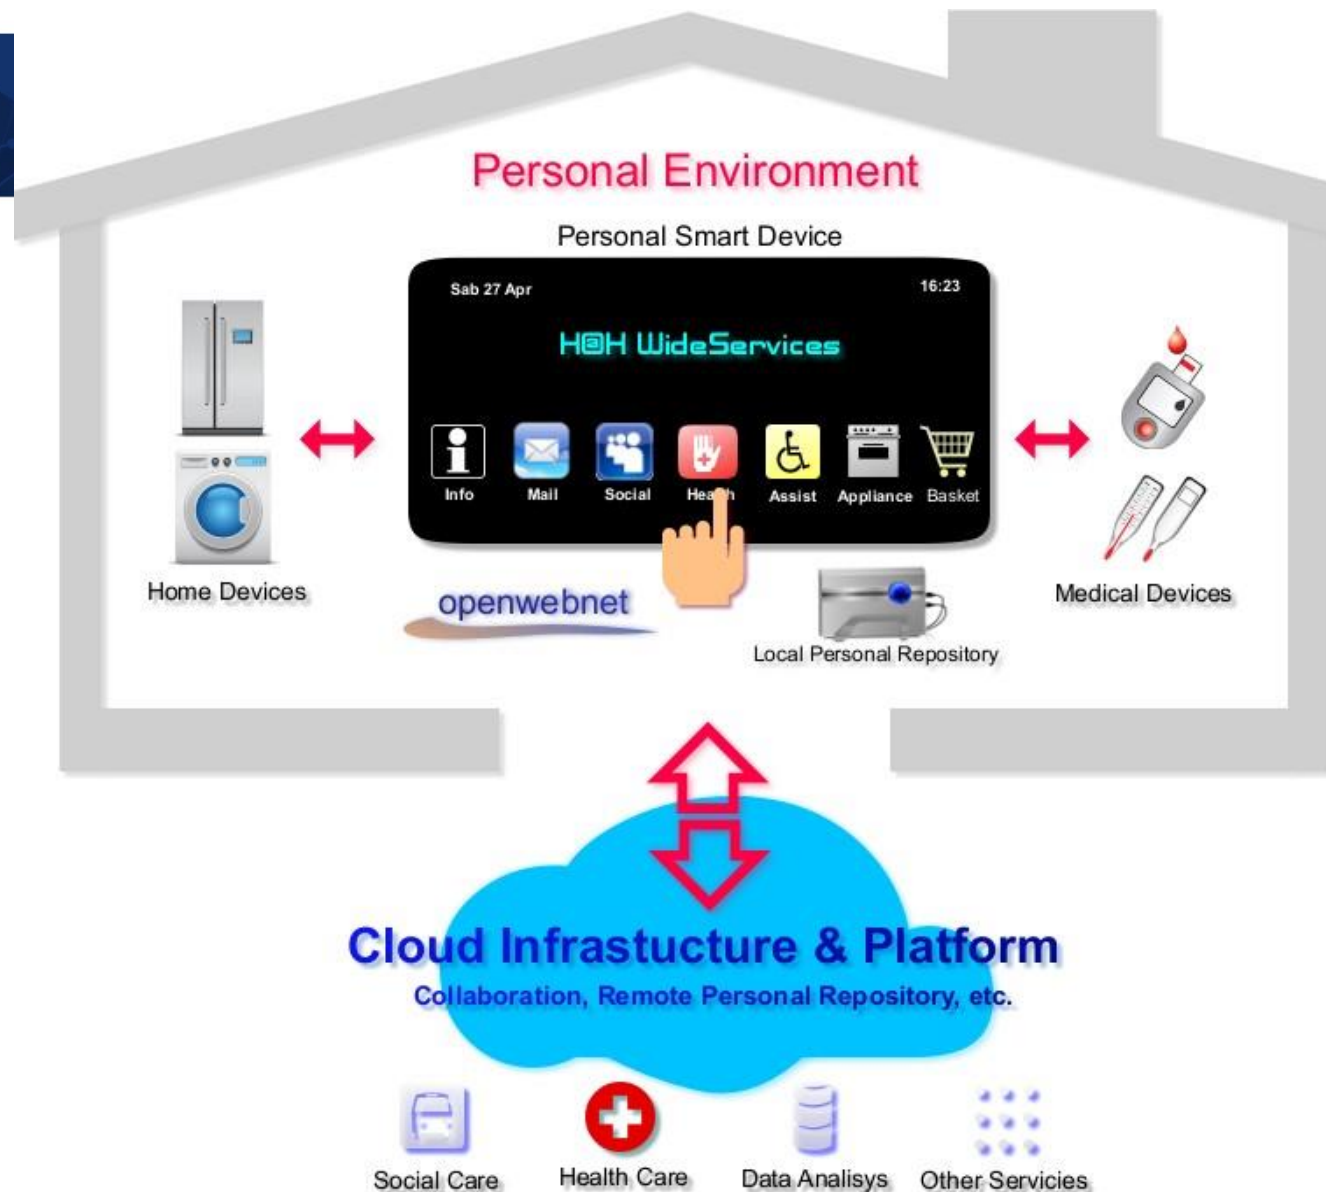 Personal Environment
Personal Smart Device
Sab 27 Apr 16:23
H@H WideServices
Info Mail Social Health Assist Appliance Basket
Home Devices
openwebnet
Medical Devices
Local Personal Repository
Cloud Infrastucture & Platform
Collaboration, Remote Personal Repository, etc.
Social Care Health Care Data Analisys Other Servicies